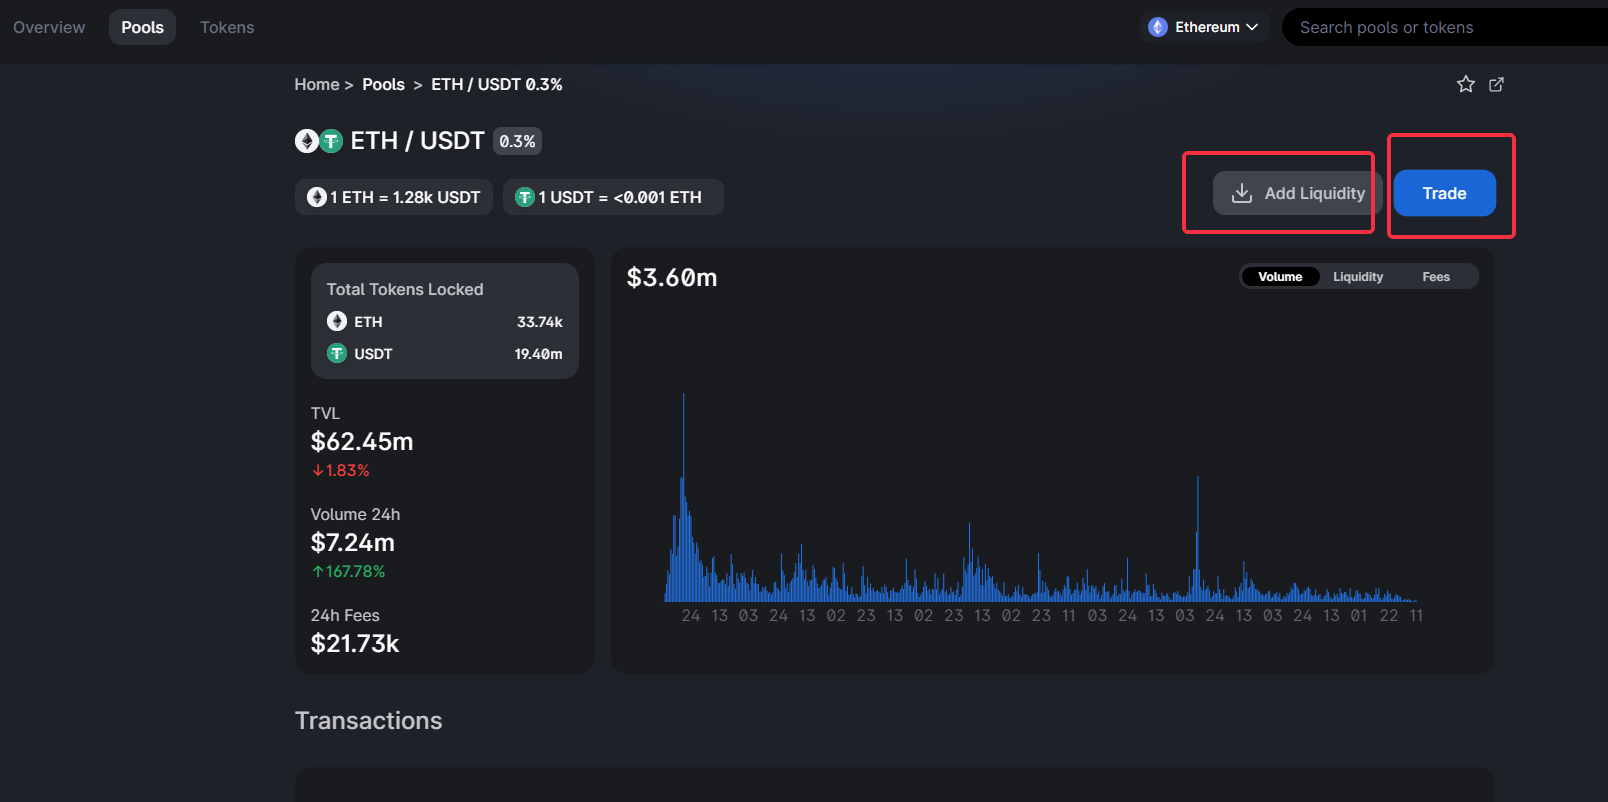 Overview Pools Tokens Ethereum Search pools or tokens
Home > Pools > ETH / USDT 0.3%
ETH / USDT 0.3%
1 ETH = 1.28k USDT 1 USDT = <0.001 ETH
Add Liquidity Trade
Total Tokens Locked
ETH 33.74k
USDT 19.40m
TVL
$62.45m
↓1.83%
Volume 24h
$7.24m
↑167.78%
24h Fees
$21.73k
$3.60m
Volume Liquidity Fees
24 13 03 24 13 02 23 13 02 23 13 02 23 11 03 24 13 03 24 13 03 24 13 01 22 11
Transactions